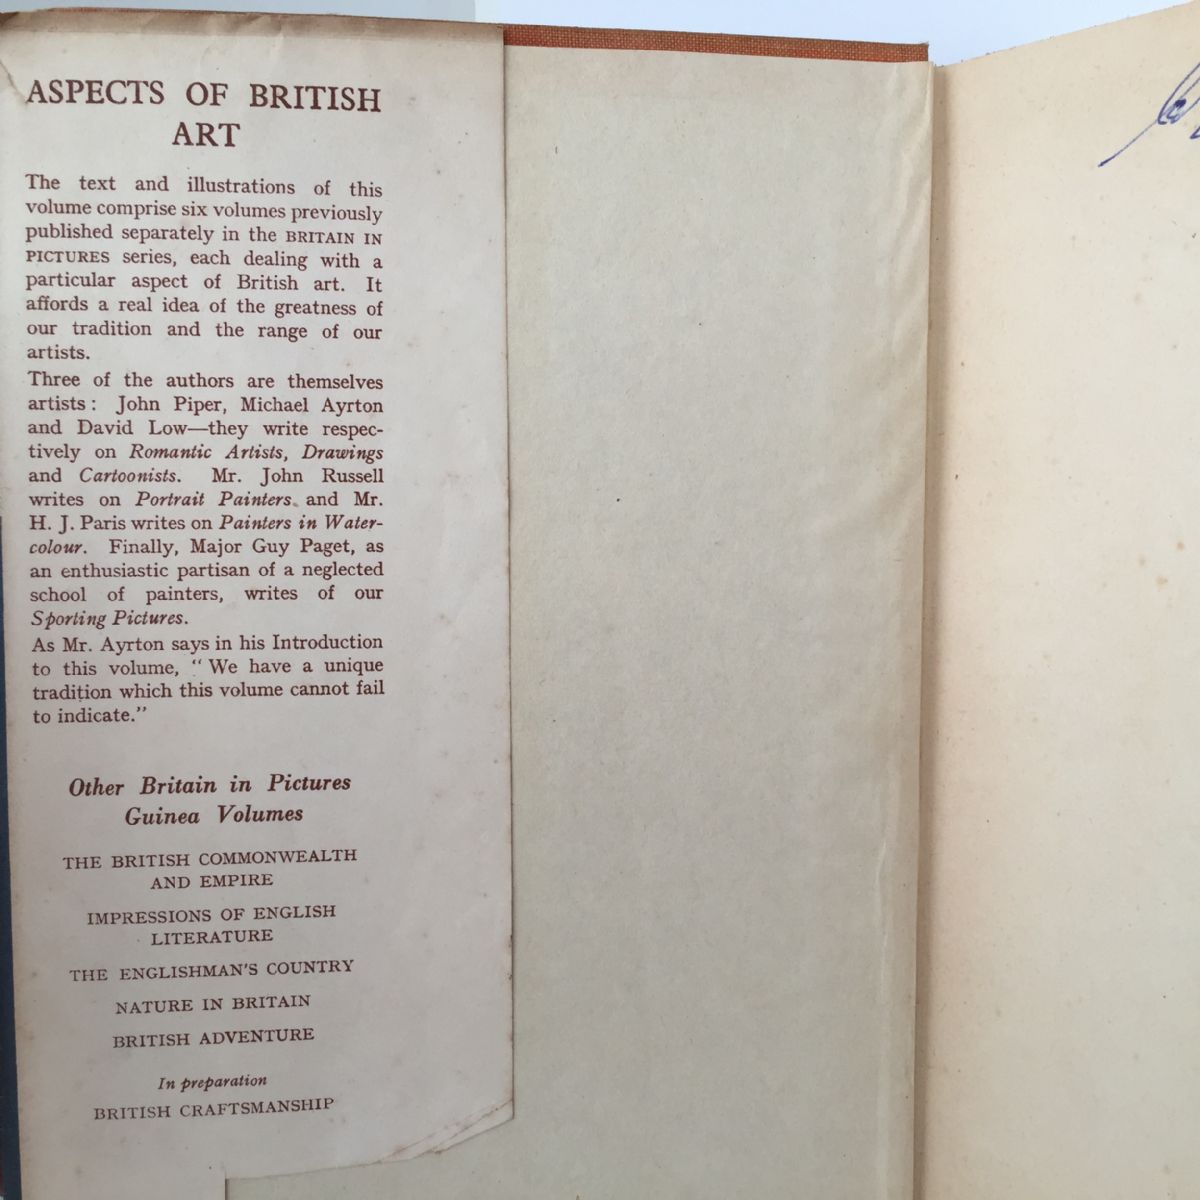 ASPECTS OF BRITISH
ART
The text and illustrations of this
volume comprise six volumes previously
published separately in the BRITAIN IN
PICTURES series, each dealing with a
particular aspect of British art. It
affords a real idea of the greatness of
our tradition and the range of our
artists.
Three of the authors are themselves
artists: John Piper, Michael Ayrton
and David Low—they write respec-
tively on Romantic Artists, Drawings
and Cartoonists. Mr. John Russell
writes on Portrait Painters and Mr.
H. J. Paris writes on Painters in Water-
colour. Finally, Major Guy Paget, as
an enthusiastic partisan of a neglected
school of painters, writes of our
Sporting Pictures.
As Mr. Ayrton says in his Introduction
to this volume, "We have a unique
tradition which this volume cannot fail
to indicate."
Other Britain in Pictures
Guinea Volumes
THE BRITISH COMMONWEALTH
AND EMPIRE
IMPRESSIONS OF ENGLISH
LITERATURE
THE ENGLISHMAN'S COUNTRY
NATURE IN BRITAIN
BRITISH ADVENTURE
In preparation
BRITISH CRAFTSMANSHIP